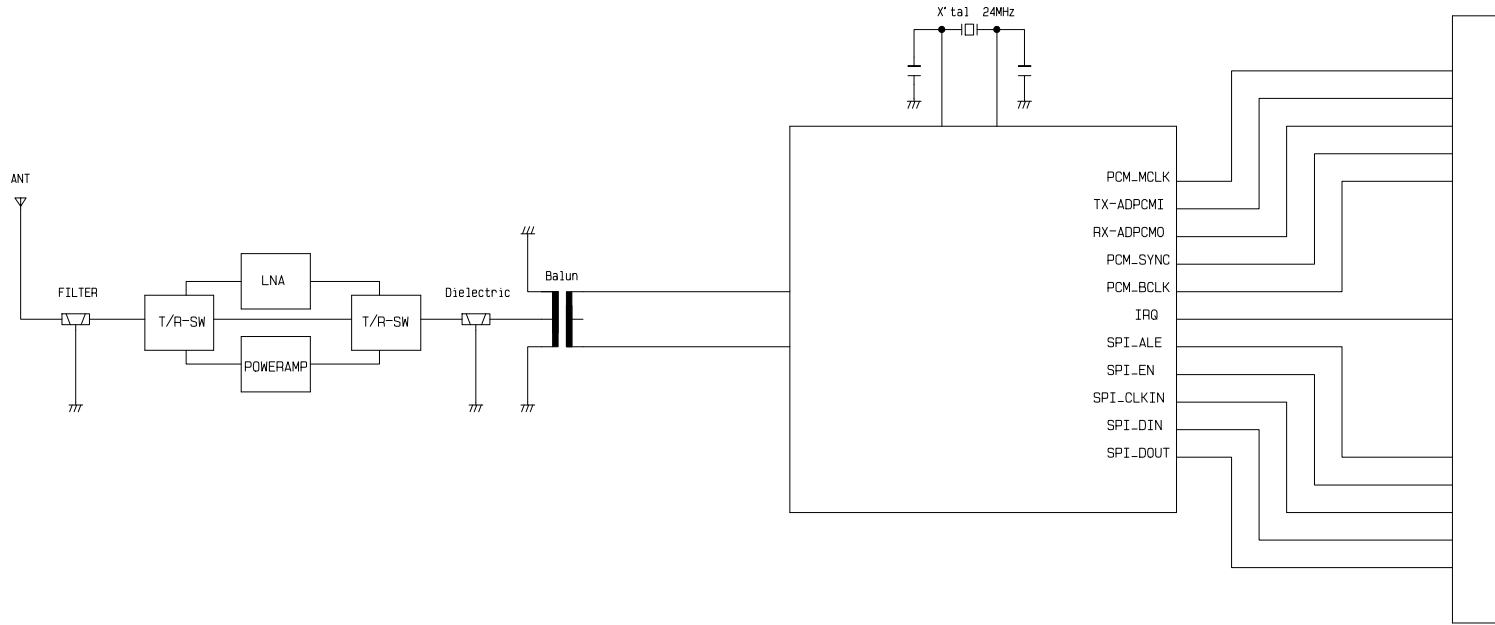 X'tal 24MHz
ANT
FILTER
T/R-SW
LNA
POWERAMP
T/R-SW
Dielectric
Balun
PCM_MCLK
TX-ADPCMI
RX-ADPCMO
PCM_SYNC
PCM_BCLK
IRQ
SPI_ALE
SPI_EN
SPI_CLKIN
SPI_DIN
SPI_DOUT